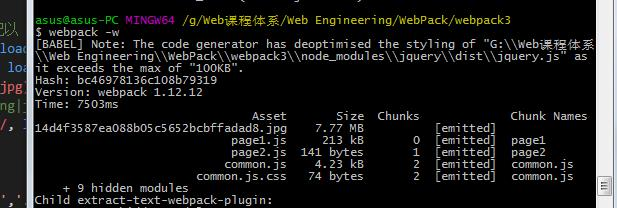 asus@asus-PC MINGW64 /g/Web课程体系/Web Engineering/WebPack/webpack3
$ webpack -w
[BABEL] Note: The code generator has deoptimised the styling of "G:\\Web课程体系
\\Web Engineering\\WebPack\\webpack3\\node_modules\\jquery\\dist\\jquery.js" as
it exceeds the max of "100KB".
Hash: bc46978136c108b79319
Version: webpack 1.12.12
Time: 7503ms
Asset Size Chunks Chunk Names
14d4f3587ea088b05c5652bcbffadad8.jpg 7.77 MB [emitted]
page1.js 213 kB 0 [emitted] page1
page2.js 141 bytes 1 [emitted] page2
common.js 4.23 kB 2 [emitted] common.js
common.js.css 74 bytes 2 [emitted] common.js
+ 9 hidden modules
Child extract-text-webpack-plugin: